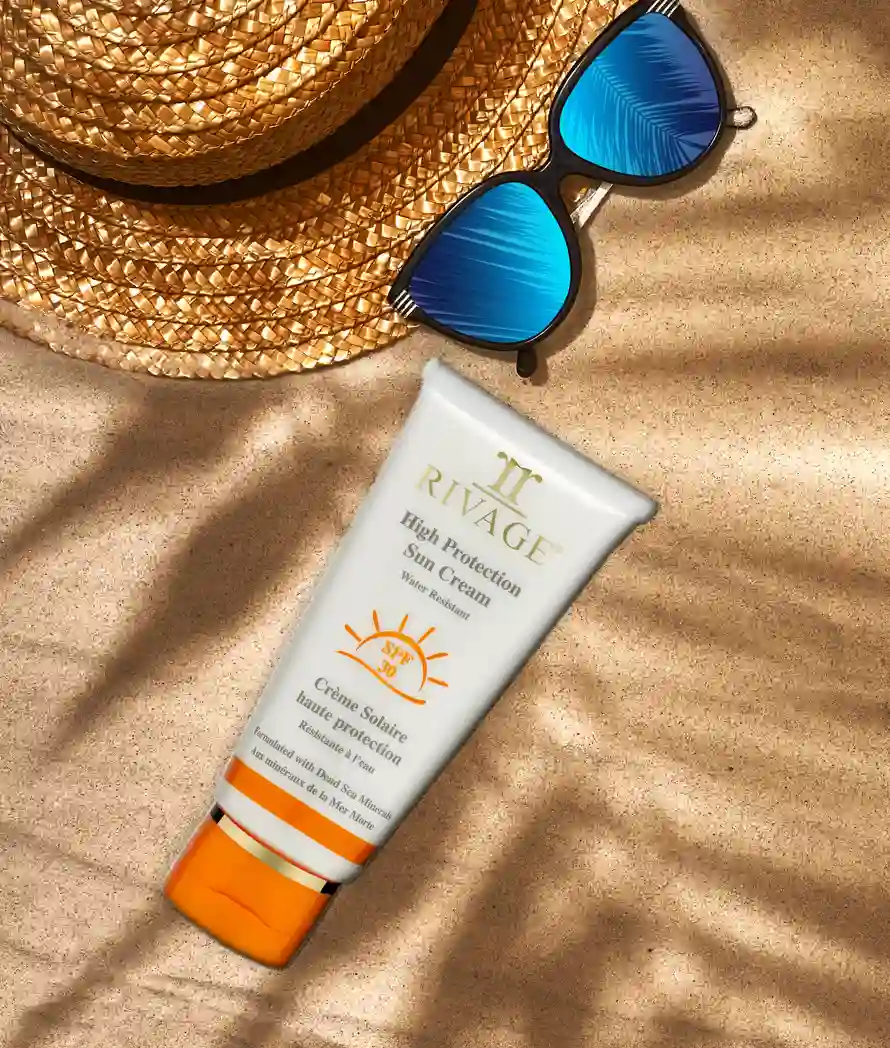 RIVAGE
High Protection
Sun Cream
Water Resistant
SPF
30
Crème Solaire
haute protection
Résistante à l'eau
Formulated with Dead Sea Minerals
Aux minéraux de la Mer Morte